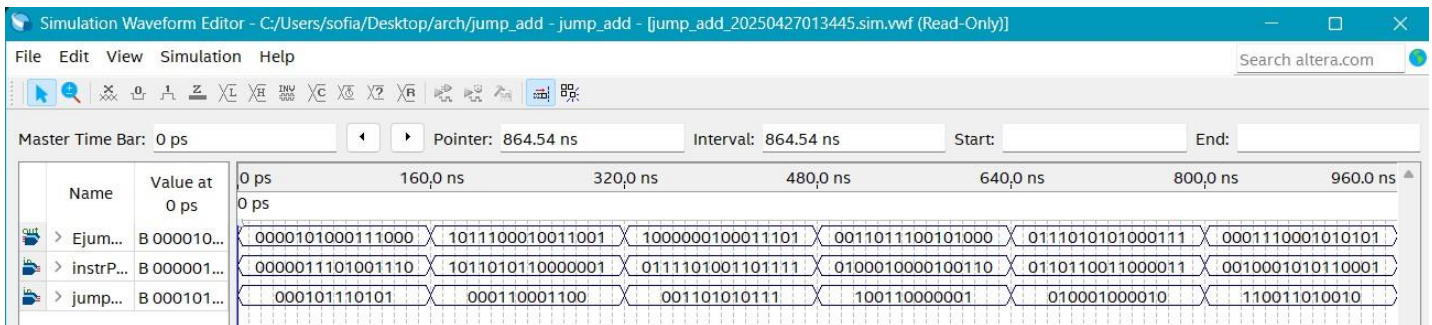 Simulation Waveform Editor - C:/Users/sofia/Desktop/arch/jump_add - jump_add - [jump_add_20250427013445.sim.vwf (Read-Only)]
File Edit View Simulation Help Search altera.com
Master Time Bar: 0 ps Pointer: 864.54 ns Interval: 864.54 ns Start: End:
Name Value at 0 ps 0 ps 160.0 ns 320.0 ns 480.0 ns 640.0 ns 800.0 ns 960.0 ns
0 ps
Ejum... B 000010... 0000101000111000 1011100010011001 1000000100011101 0011011100101000 0111010101000111 0001110001010101
instrP... B 000001... 0000011101001110 1011010110000001 0111101001101111 0100010000100110 0110110011000011 0010001010110001
jump... B 000101... 000101110101 000110001100 001101010111 100110000001 010001000010 110011010010